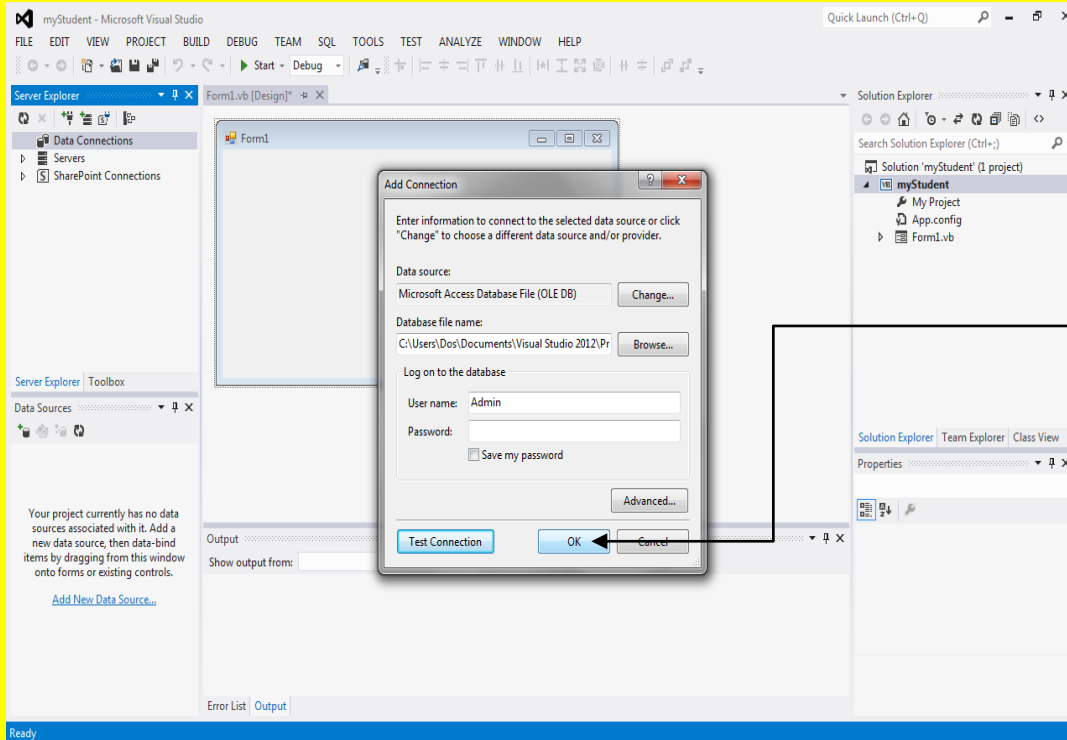 myStudent - Microsoft Visual Studio
Quick Launch (Ctrl+Q)
FILE EDIT VIEW PROJECT BUILD DEBUG TEAM SQL TOOLS TEST ANALYZE WINDOW HELP
Start
Debug
Server Explorer
Data Connections
Servers
SharePoint Connections
Server Explorer Toolbox
Data Sources
Your project currently has no data
sources associated with it. Add a
new data source, then data-bind
items by dragging from this window
onto forms or existing controls.
Add New Data Source...
Form1.vb [Design]*
Form1
Add Connection
Enter information to connect to the selected data source or click
"Change" to choose a different data source and/or provider.
Data source:
Microsoft Access Database File (OLE DB)
Change...
Database file name:
C:\Users\Dos\Documents\Visual Studio 2012\Pr
Browse...
Log on to the database
User name: Admin
Password:
Save my password
Advanced...
Test Connection
OK
Cancel
Output
Show output from:
Error List Output
Solution Explorer
Search Solution Explorer (Ctrl+;)
Solution 'myStudent' (1 project)
myStudent
My Project
App.config
Form1.vb
Solution Explorer Team Explorer Class View
Properties
Ready